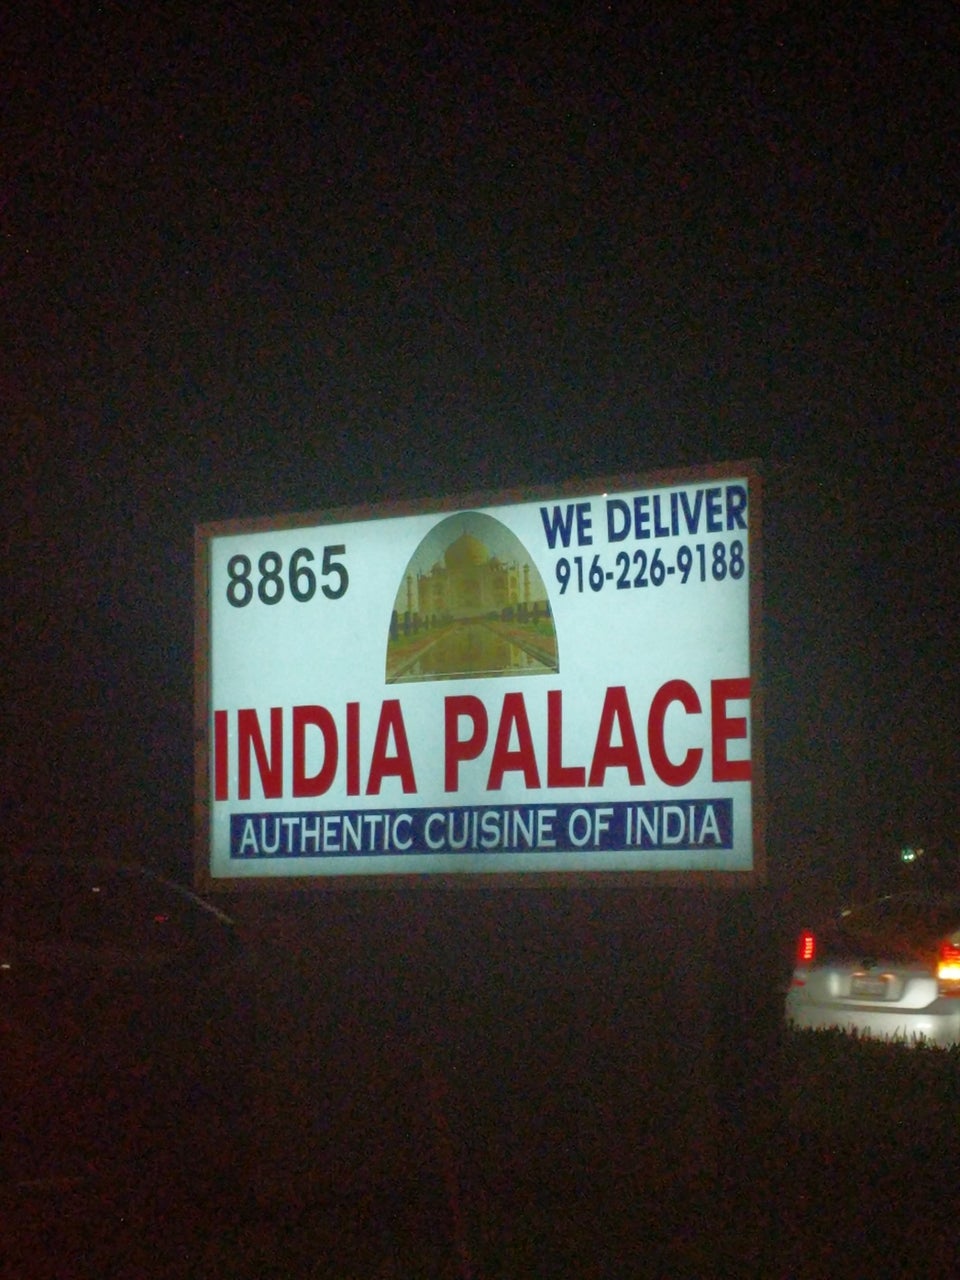 8865
WE DELIVER
916-226-9188
INDIA PALACE
AUTHENTIC CUISINE OF INDIA